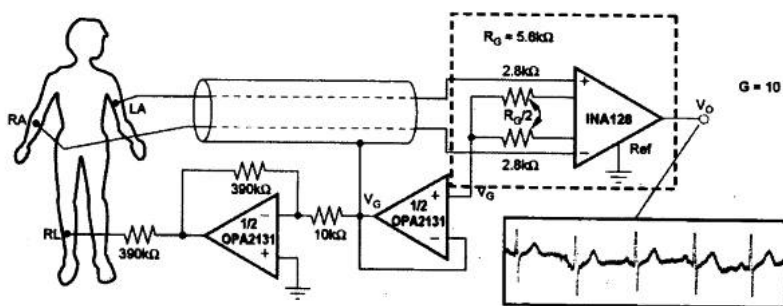 R_G = 5.6kΩ
2.8kΩ
G = 10
LA
RA
R_G/2
V_O
INA128
Ref
2.8kΩ
390kΩ
V_G
V_G
1/2
OPA2131
10kΩ
1/2
OPA2131
RL
390kΩ